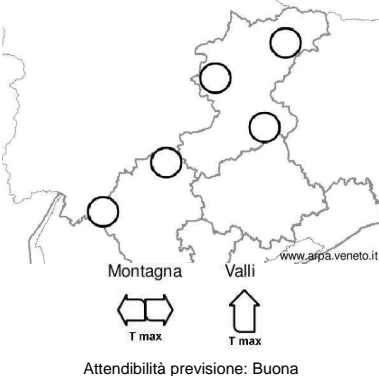 www.arpa.veneto.it
Montagna Valli
T max T max
Attendibilità previsione: Buona